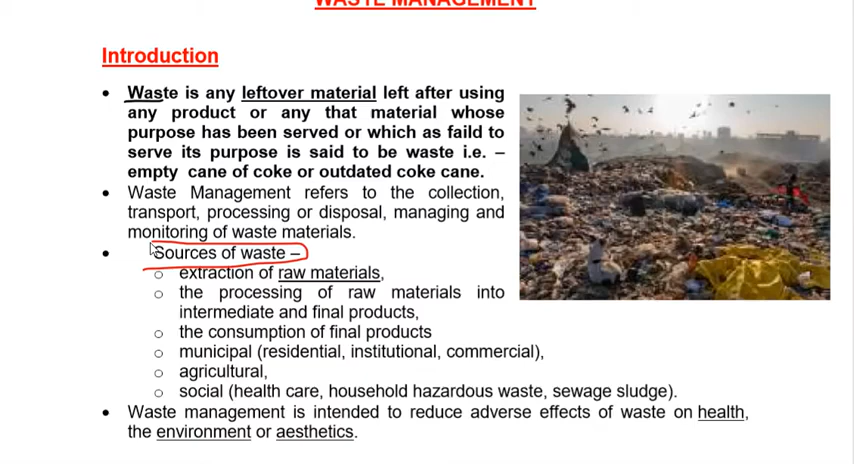 WASTE MANAGEMENT
Introduction
• Waste is any leftover material left after using
any product or any that material whose
purpose has been served or which as faild to
serve its purpose is said to be waste i.e. –
empty cane of coke or outdated coke cane.
• Waste Management refers to the collection,
transport, processing or disposal, managing and
monitoring of waste materials.
• Sources of waste –
o extraction of raw materials,
o the processing of raw materials into
intermediate and final products,
o the consumption of final products
o municipal (residential, institutional, commercial),
o agricultural,
o social (health care, household hazardous waste, sewage sludge).
• Waste management is intended to reduce adverse effects of waste on health,
the environment or aesthetics.